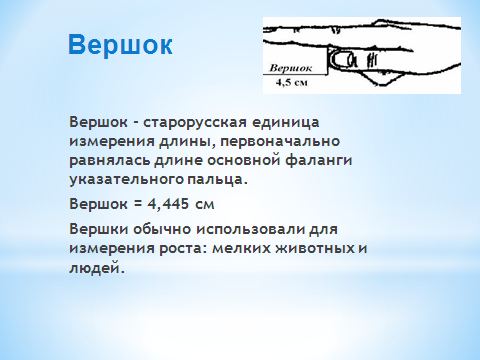 Вершок
Вершок
4,5 см
Вершок - старорусская единица
измерения длины, первоначально
равнялась длине основной фаланги
указательного пальца.
Вершок = 4,445 см
Вершки обычно использовали для
измерения роста: мелких животных и
людей.